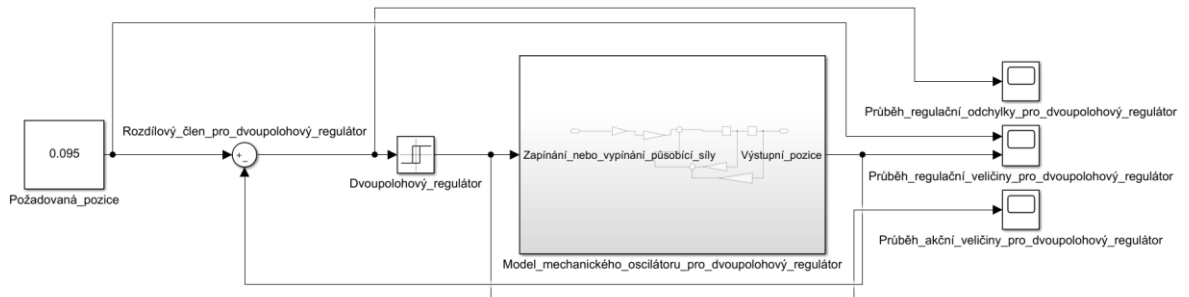 Průběh_regulační_odchylky_pro_dvoupolohový_regulátor
Rozdílový_člen_pro_dvoupolohový_regulátor
0.095
+
−
Zapínání_nebo_vypínání_působící_síly
Výstupní_pozice
Průběh_regulační_veličiny_pro_dvoupolohový_regulátor
Dvoupolohový_regulátor
Požadovaná_pozice
Průběh_akční_veličiny_pro_dvoupolohový_regulátor
Model_mechanického_oscilátoru_pro_dvoupolohový_regulátor